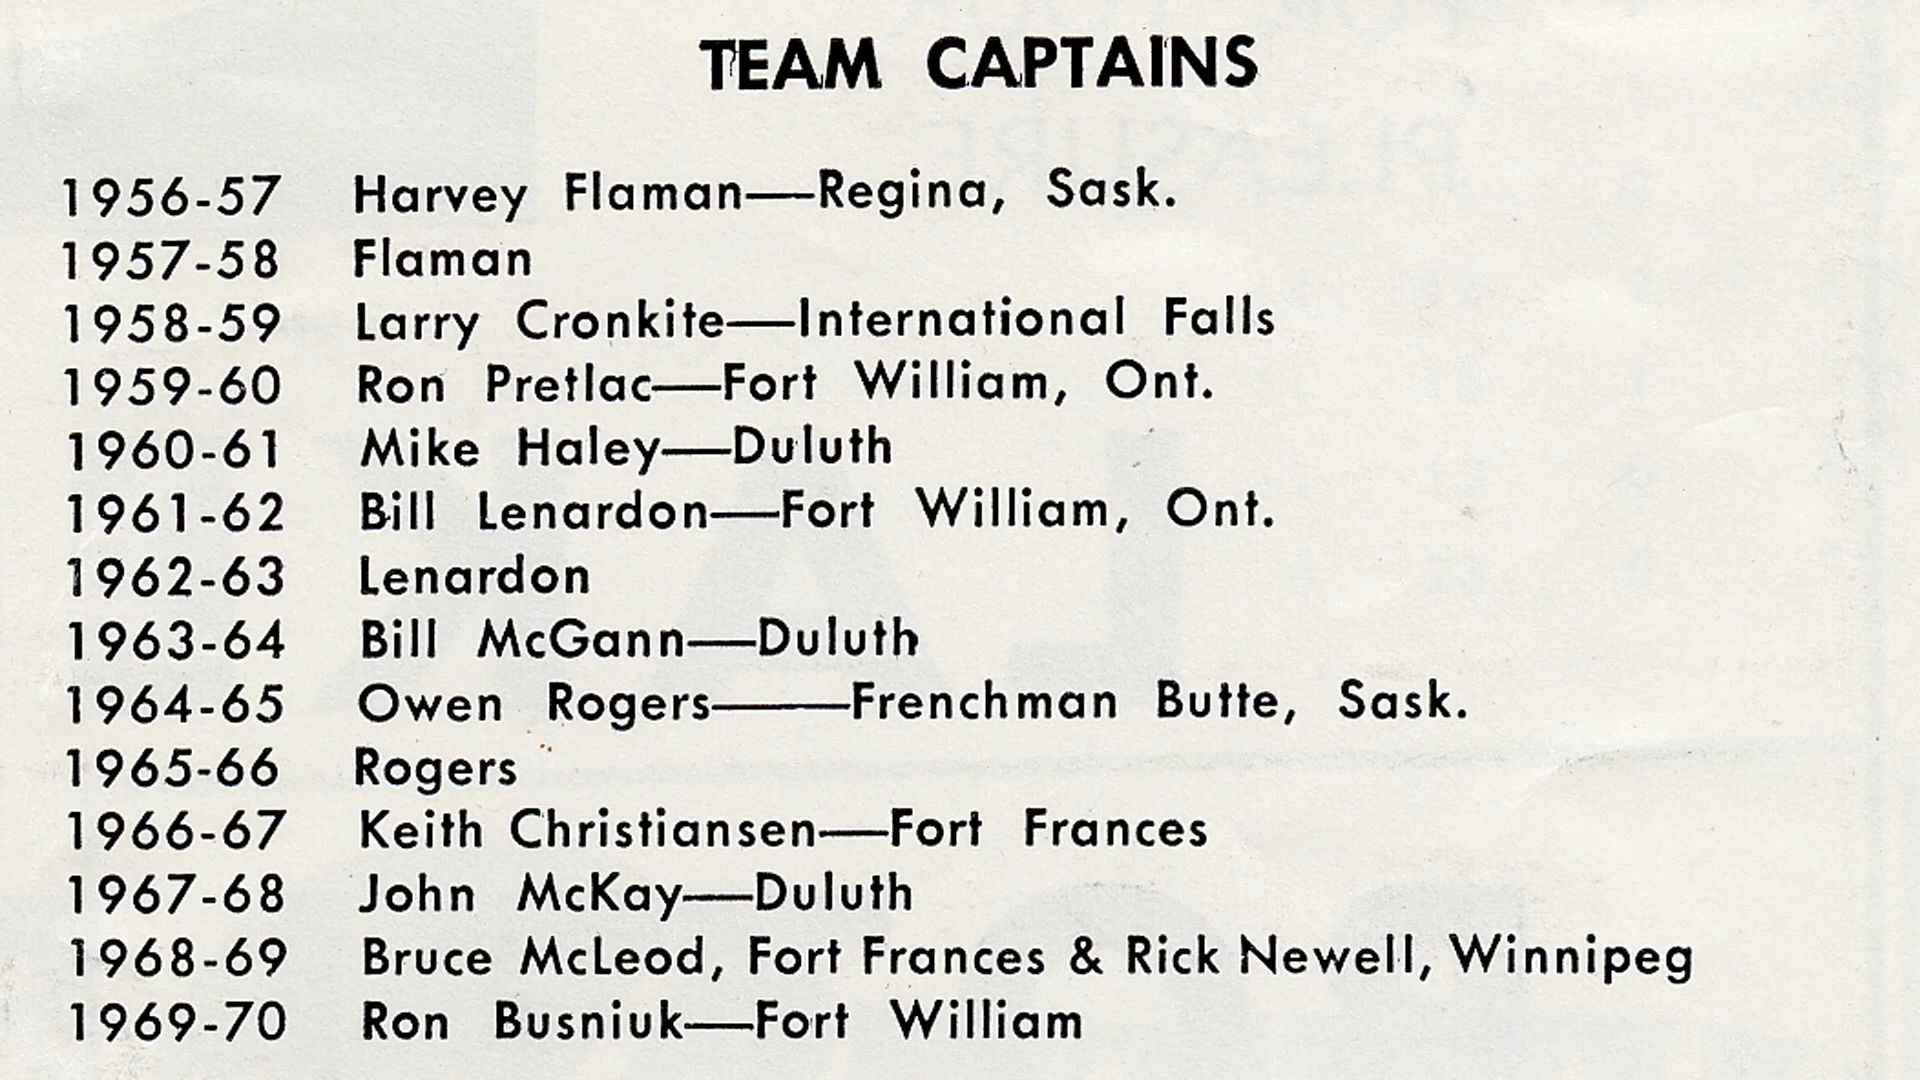 TEAM CAPTAINS
1956-57 Harvey Flaman—Regina, Sask.
1957-58 Flaman
1958-59 Larry Cronkite—International Falls
1959-60 Ron Pretlac—Fort William, Ont.
1960-61 Mike Haley—Duluth
1961-62 Bill Lenardon—Fort William, Ont.
1962-63 Lenardon
1963-64 Bill McGann—Duluth
1964-65 Owen Rogers——Frenchman Butte, Sask.
1965-66 Rogers
1966-67 Keith Christiansen—Fort Frances
1967-68 John McKay—Duluth
1968-69 Bruce McLeod, Fort Frances & Rick Newell, Winnipeg
1969-70 Ron Busniuk—Fort William